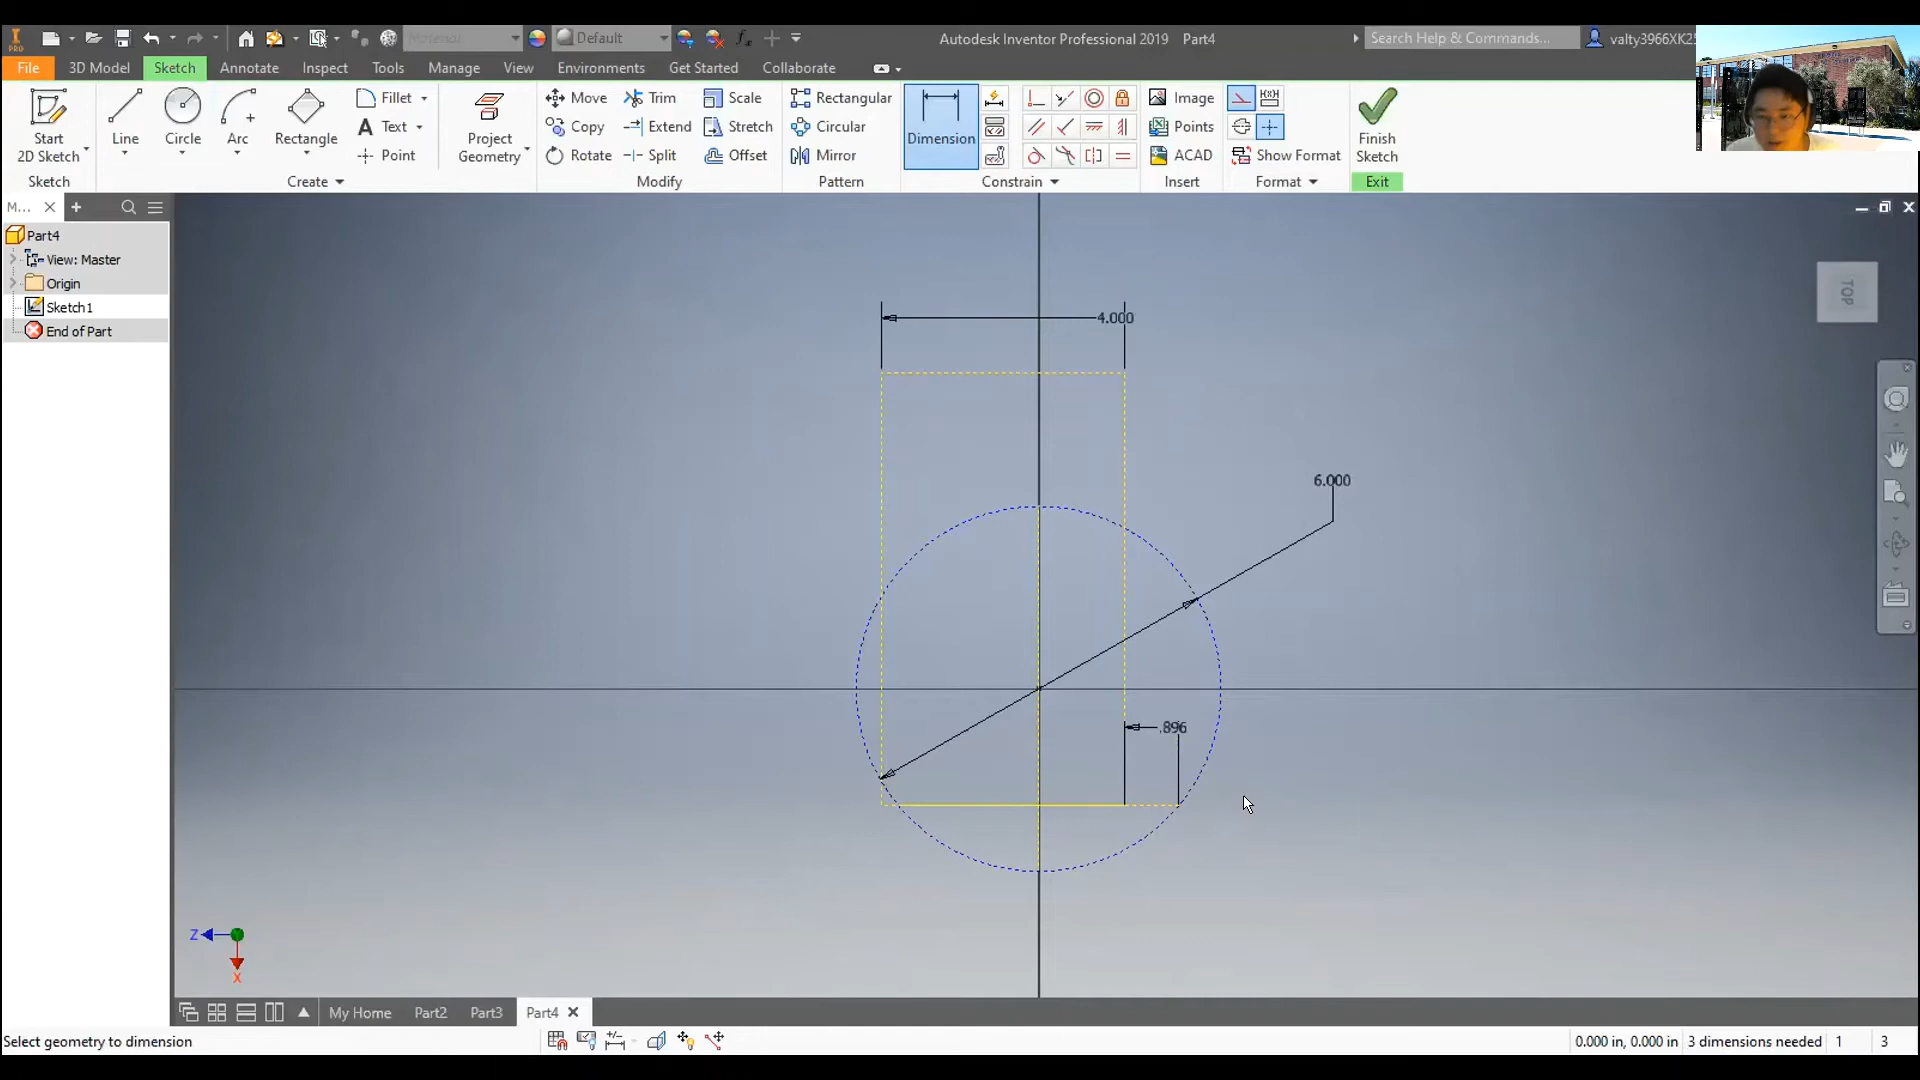 PRO
Material
Default
Autodesk Inventor Professional 2019 Part4
Search Help & Commands...
File
3D Model
Sketch
Annotate
Inspect
Tools
Manage
View
Environments
Get Started
Collaborate
Start
2D Sketch
Line
Circle
Arc
Rectangle
Fillet
Text
Point
Project
Geometry
Move
Copy
Rotate
Trim
Extend
Split
Scale
Stretch
Offset
Rectangular
Circular
Mirror
Dimension
Image
Points
ACAD
Show Format
Finish
Sketch
Sketch
Create
Modify
Pattern
Constrain
Insert
Format
Exit
M...
Part4
View: Master
Origin
Sketch1
End of Part
4.000
6.000
.896
TOP
Z
X
My Home
Part2
Part3
Part4
Select geometry to dimension
0.000 in, 0.000 in
3 dimensions needed
1
3